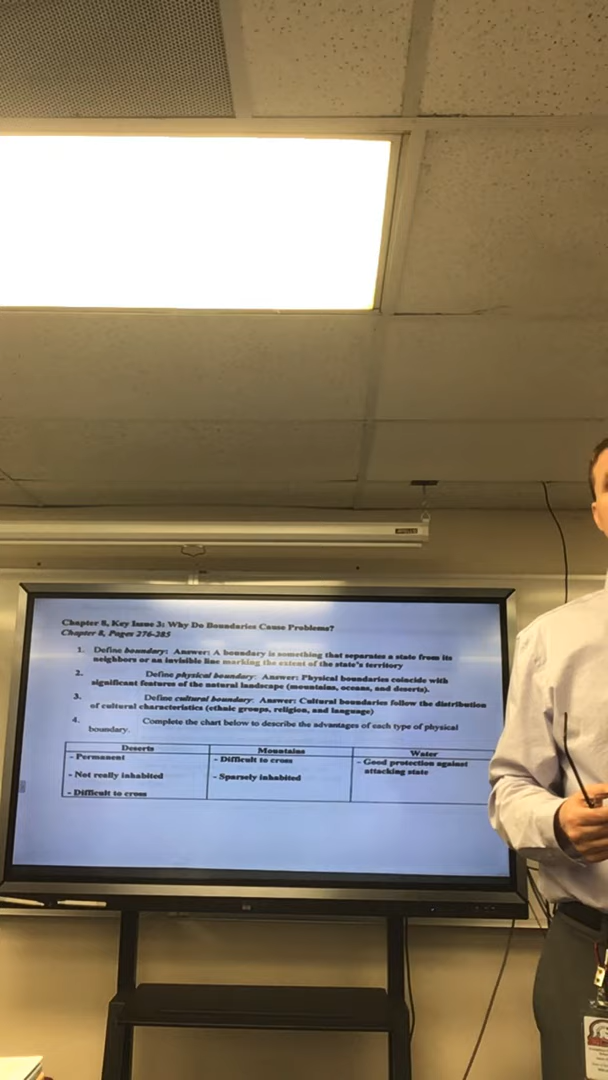 Chapter 8, Key Issue 3: Why Do Boundaries Cause Problems?
Chapter 8, Pages 276-285
1. Define boundary: Answer: A boundary is something that separates a state from its
neighbors or an invisible line marking the extent of the state's territory
2. Define physical boundary: Answer: Physical boundaries coincide with
significant features of the natural landscape (mountains, oceans, and deserts).
3. Define cultural boundary: Answer: Cultural boundaries follow the distribution
of cultural characteristics (ethnic groups, religion, and language)
4. Complete the chart below to describe the advantages of each type of physical
boundary.
Deserts Mountains Water
- Permanent - Difficult to cross - Good protection against
attacking state
- Not really inhabited - Sparsely inhabited
- Difficult to cross